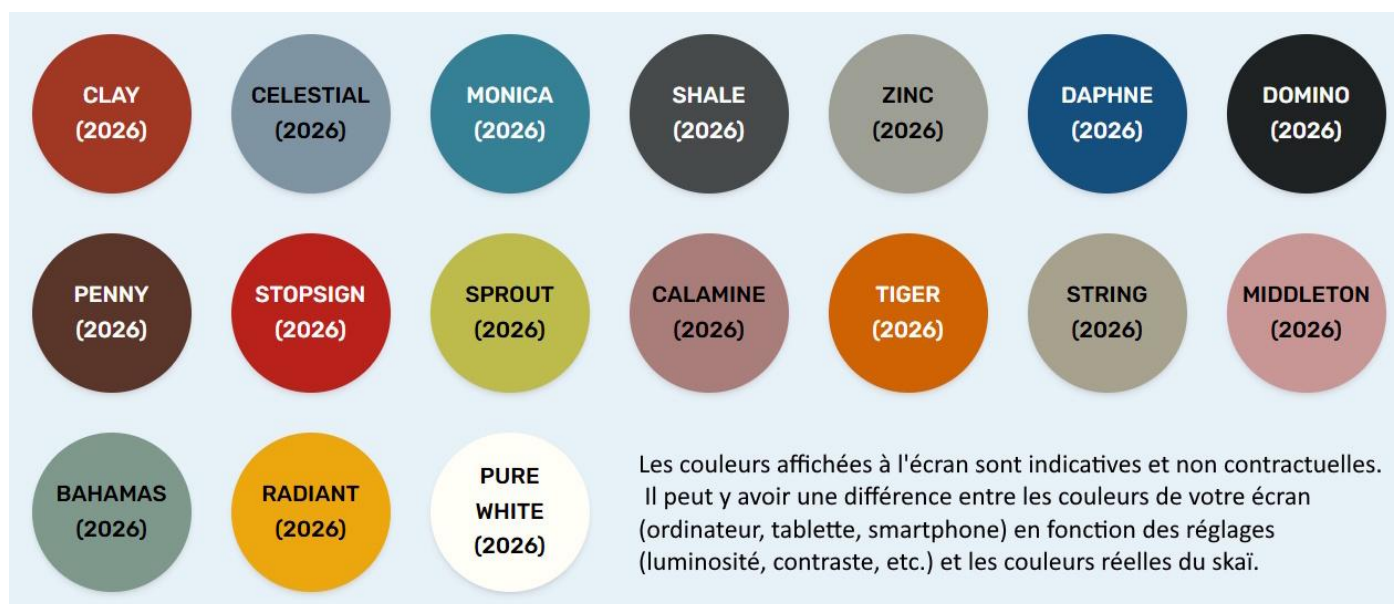 CLAY
(2026)
CELESTIAL
(2026)
MONICA
(2026)
SHALE
(2026)
ZINC
(2026)
DAPHNE
(2026)
DOMINO
(2026)
PENNY
(2026)
STOPSIGN
(2026)
SPROUT
(2026)
CALAMINE
(2026)
TIGER
(2026)
STRING
(2026)
MIDDLETON
(2026)
BAHAMAS
(2026)
RADIANT
(2026)
PURE
WHITE
(2026)
Les couleurs affichées à l'écran sont indicatives et non contractuelles.
Il peut y avoir une différence entre les couleurs de votre écran
(ordinateur, tablette, smartphone) en fonction des réglages
(luminosité, contraste, etc.) et les couleurs réelles du skaï.